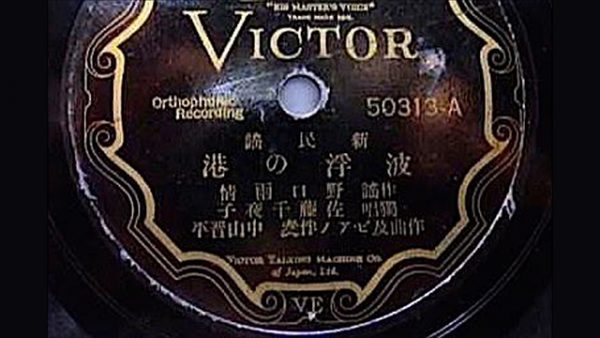 "HIS MASTER'S VOICE"
TRADE MARK REG.
VICTOR
Orthophonic
Recording
50313-A
新民謠
波浮の港
作謠 野口雨情
獨唱 佐藤千夜子
作曲及ピアノ伴奏 中山晋平
VICTOR TALKING MACHINE CO.
of Japan, Ltd.
VE